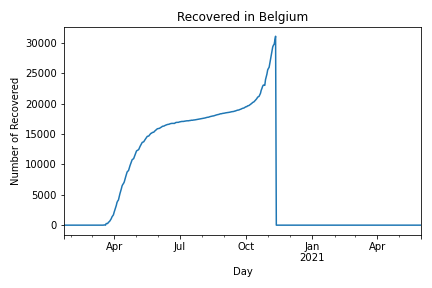 Recovered in Belgium
Number of Recovered
30000
25000
20000
15000
10000
5000
0
Apr
Jul
Oct
Jan
2021
Apr
Day